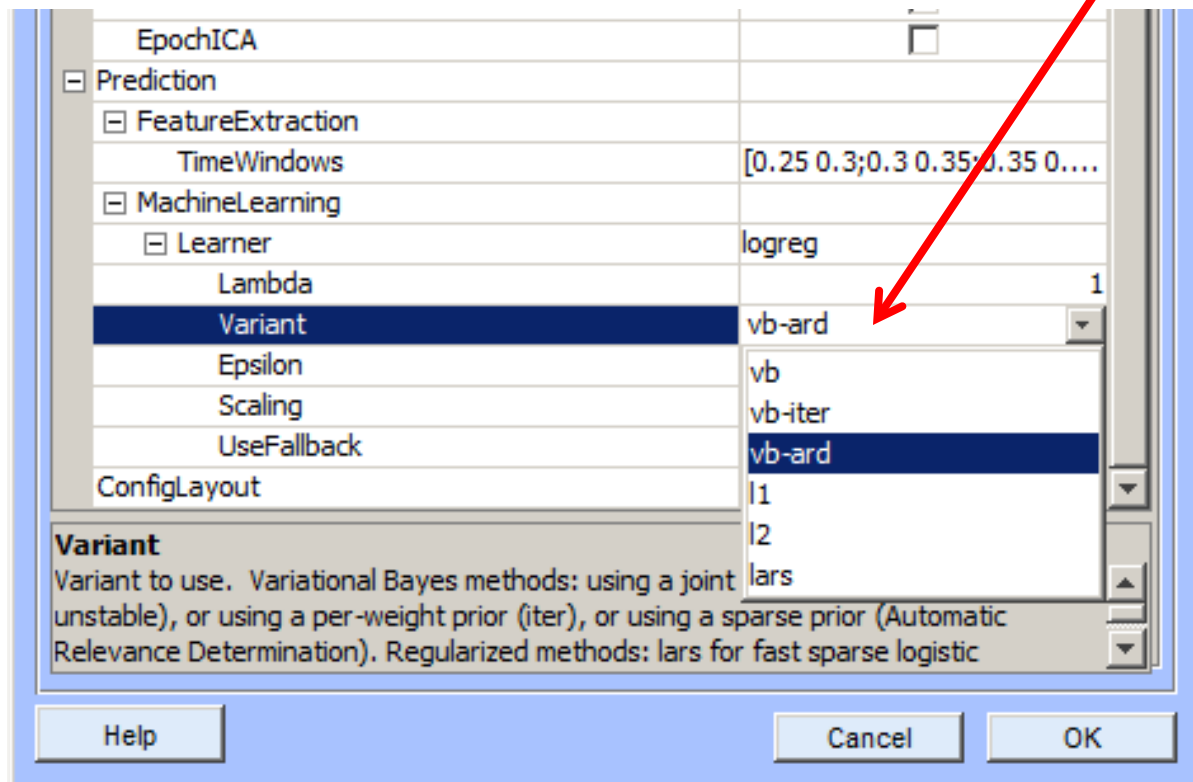 EpochICA
Prediction
FeatureExtraction
TimeWindows [0.25 0.3;0.3 0.35;0.35 0....
MachineLearning
Learner logreg
Lambda 1
Variant vb-ard
Epsilon vb
Scaling vb-iter
UseFallback vb-ard
ConfigLayout l1
l2
lars
Variant
Variant to use. Variational Bayes methods: using a joint
unstable), or using a per-weight prior (iter), or using a sparse prior (Automatic
Relevance Determination). Regularized methods: lars for fast sparse logistic
Help Cancel OK